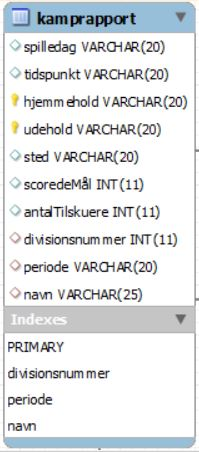 kamprapport
spilledag VARCHAR(20)
tidspunkt VARCHAR(20)
hjemmehold VARCHAR(20)
udehold VARCHAR(20)
sted VARCHAR(20)
scoredeMål INT(11)
antalTilskuere INT(11)
divisionsnummer INT(11)
periode VARCHAR(20)
navn VARCHAR(25)
Indexes
PRIMARY
divisionsnummer
periode
navn